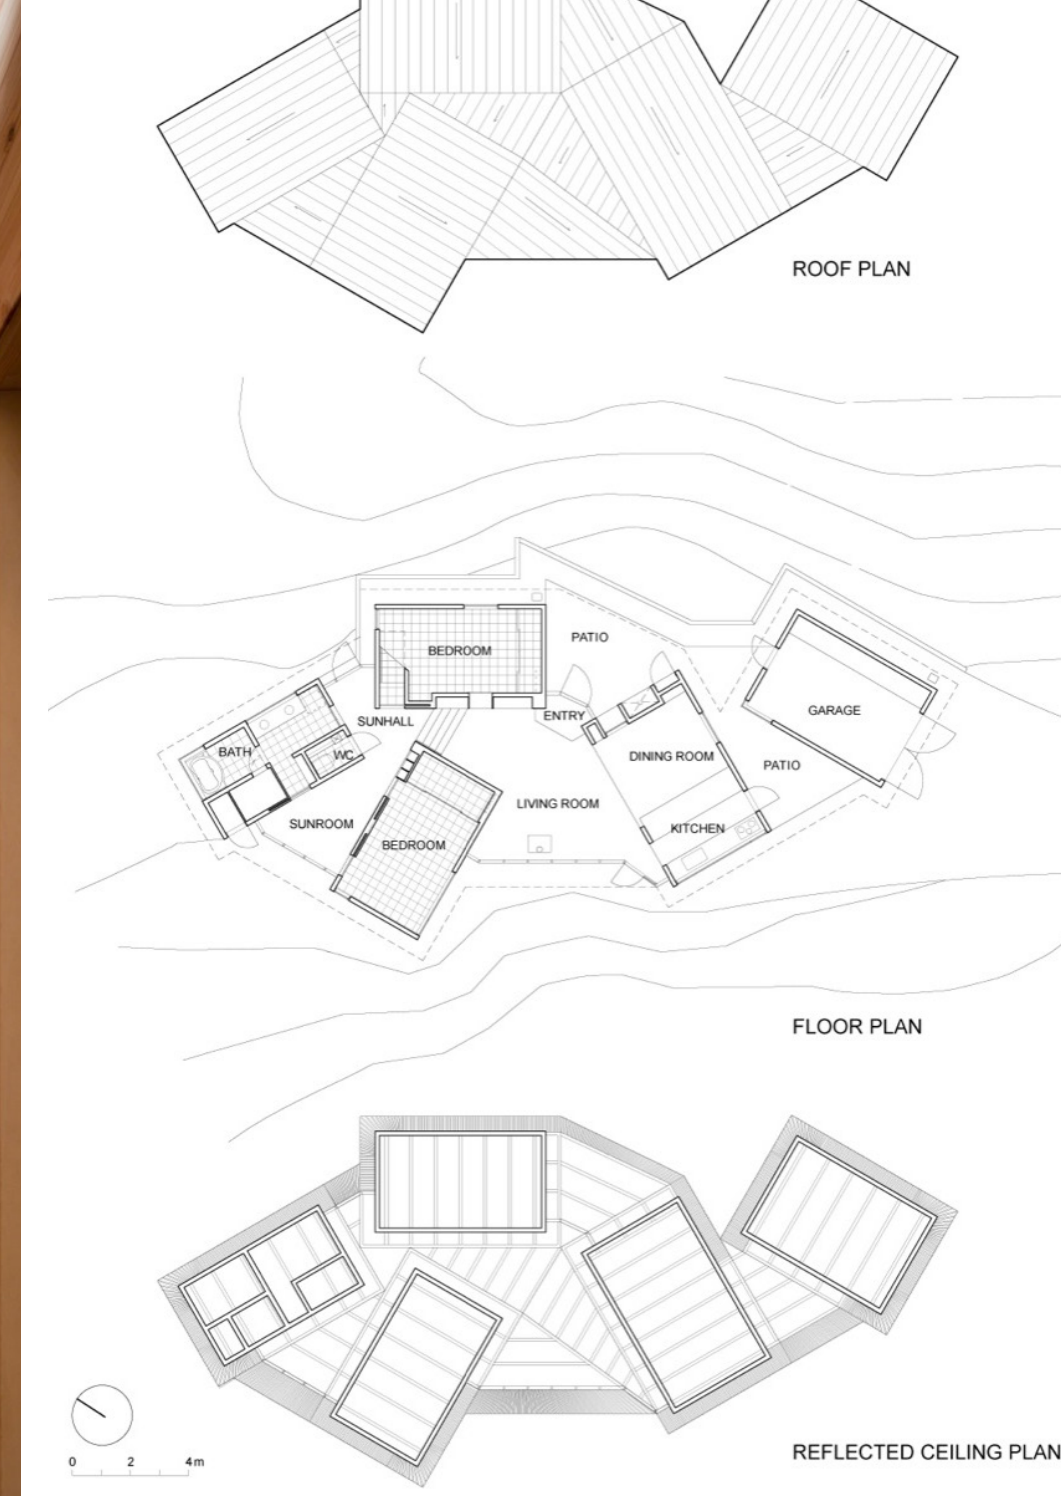 ROOF PLAN
BEDROOM
PATIO
GARAGE
SUNHALL
ENTRY
BATH
WC
DINING ROOM
PATIO
LIVING ROOM
SUNROOM
KITCHEN
BEDROOM
FLOOR PLAN
0 2 4m
REFLECTED CEILING PLAN